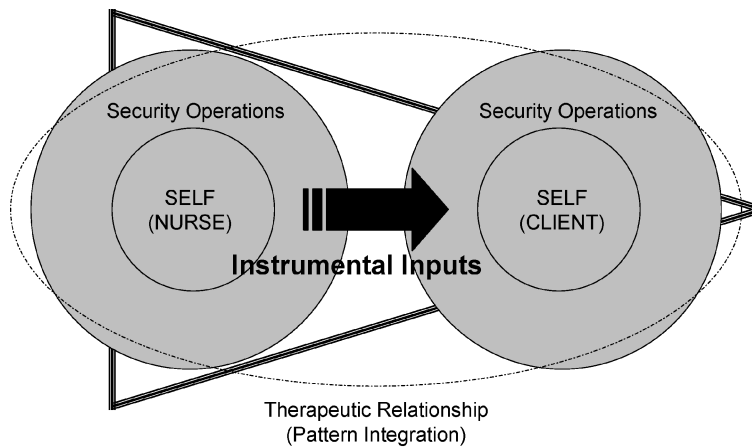 Security Operations
Security Operations
SELF
(NURSE)
SELF
(CLIENT)
Instrumental Inputs
Therapeutic Relationship
(Pattern Integration)